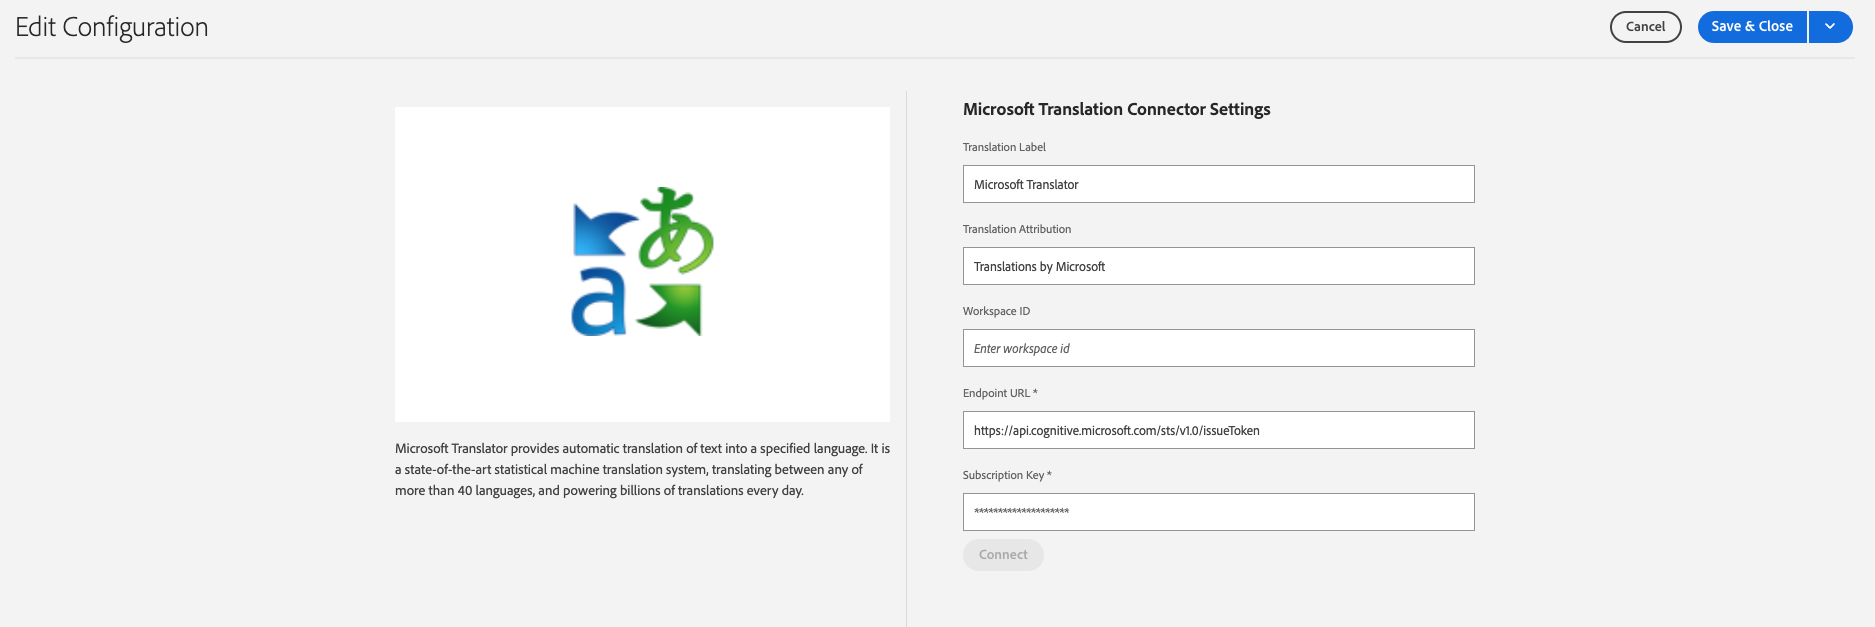 Edit Configuration
Cancel
Save & Close
あ
a
Microsoft Translator provides automatic translation of text into a specified language. It is
a state-of-the-art statistical machine translation system, translating between any of
more than 40 languages, and powering billions of translations every day.
Microsoft Translation Connector Settings
Translation Label
Microsoft Translator
Translation Attribution
Translations by Microsoft
Workspace ID
Enter workspace id
Endpoint URL *
https://api.cognitive.microsoft.com/sts/v1.0/issueToken
Subscription Key *
********************
Connect